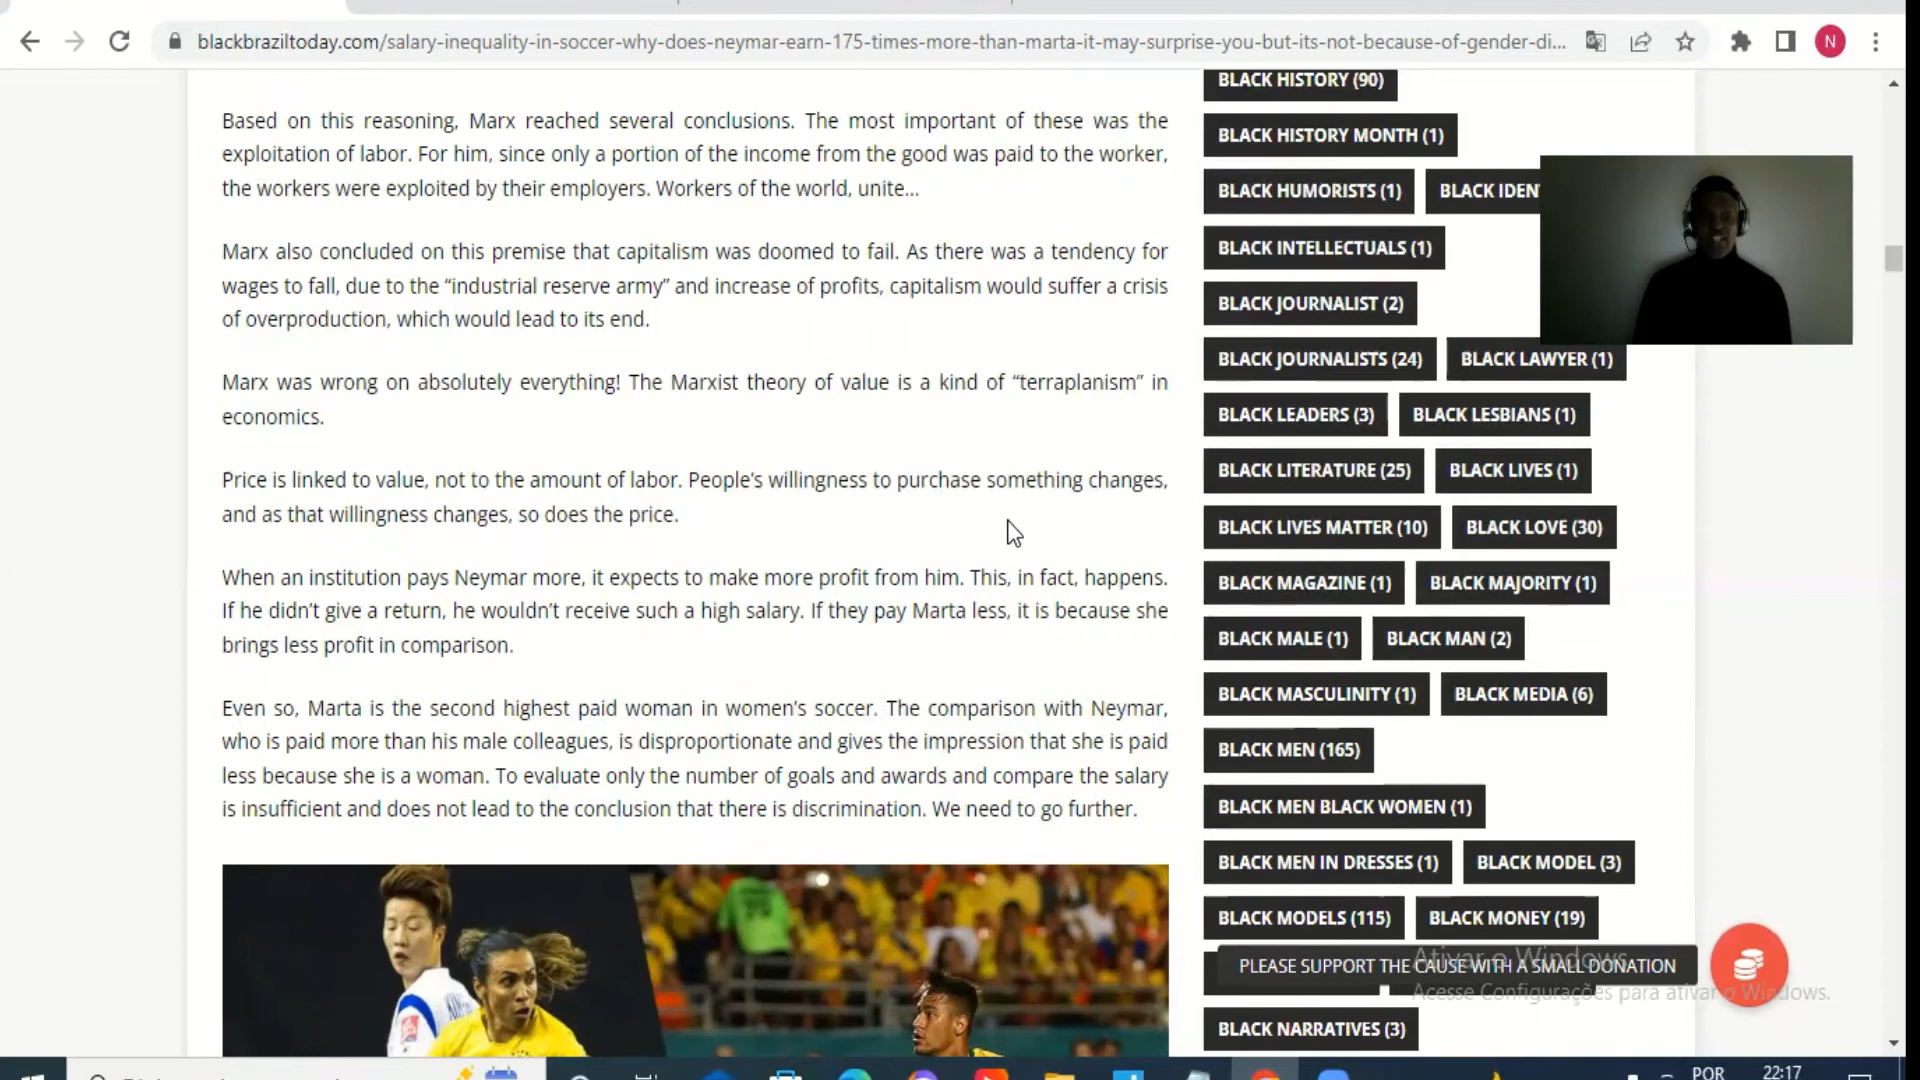 blackbraziltoday.com/salary-inequality-in-soccer-why-does-neymar-earn-175-times-more-than-marta-it-may-surprise-you-but-its-not-because-of-gender-di...
N
Based on this reasoning, Marx reached several conclusions. The most important of these was the
exploitation of labor. For him, since only a portion of the income from the good was paid to the worker,
the workers were exploited by their employers. Workers of the world, unite...
Marx also concluded on this premise that capitalism was doomed to fail. As there was a tendency for
wages to fall, due to the “industrial reserve army” and increase of profits, capitalism would suffer a crisis
of overproduction, which would lead to its end.
Marx was wrong on absolutely everything! The Marxist theory of value is a kind of “terraplanism” in
economics.
Price is linked to value, not to the amount of labor. People’s willingness to purchase something changes,
and as that willingness changes, so does the price.
When an institution pays Neymar more, it expects to make more profit from him. This, in fact, happens.
If he didn’t give a return, he wouldn’t receive such a high salary. If they pay Marta less, it is because she
brings less profit in comparison.
Even so, Marta is the second highest paid woman in women’s soccer. The comparison with Neymar,
who is paid more than his male colleagues, is disproportionate and gives the impression that she is paid
less because she is a woman. To evaluate only the number of goals and awards and compare the salary
is insufficient and does not lead to the conclusion that there is discrimination. We need to go further.
BLACK HISTORY (90)
BLACK HISTORY MONTH (1)
BLACK HUMORISTS (1) BLACK IDEN
BLACK INTELLECTUALS (1)
BLACK JOURNALIST (2)
BLACK JOURNALISTS (24) BLACK LAWYER (1)
BLACK LEADERS (3) BLACK LESBIANS (1)
BLACK LITERATURE (25) BLACK LIVES (1)
BLACK LIVES MATTER (10) BLACK LOVE (30)
BLACK MAGAZINE (1) BLACK MAJORITY (1)
BLACK MALE (1) BLACK MAN (2)
BLACK MASCULINITY (1) BLACK MEDIA (6)
BLACK MEN (165)
BLACK MEN BLACK WOMEN (1)
BLACK MEN IN DRESSES (1) BLACK MODEL (3)
BLACK MODELS (115) BLACK MONEY (19)
PLEASE SUPPORT THE CAUSE WITH A SMALL DONATION
Ativar o Windows
Acesse Configurações para ativar o Windows.
BLACK NARRATIVES (3)
POR
22:17